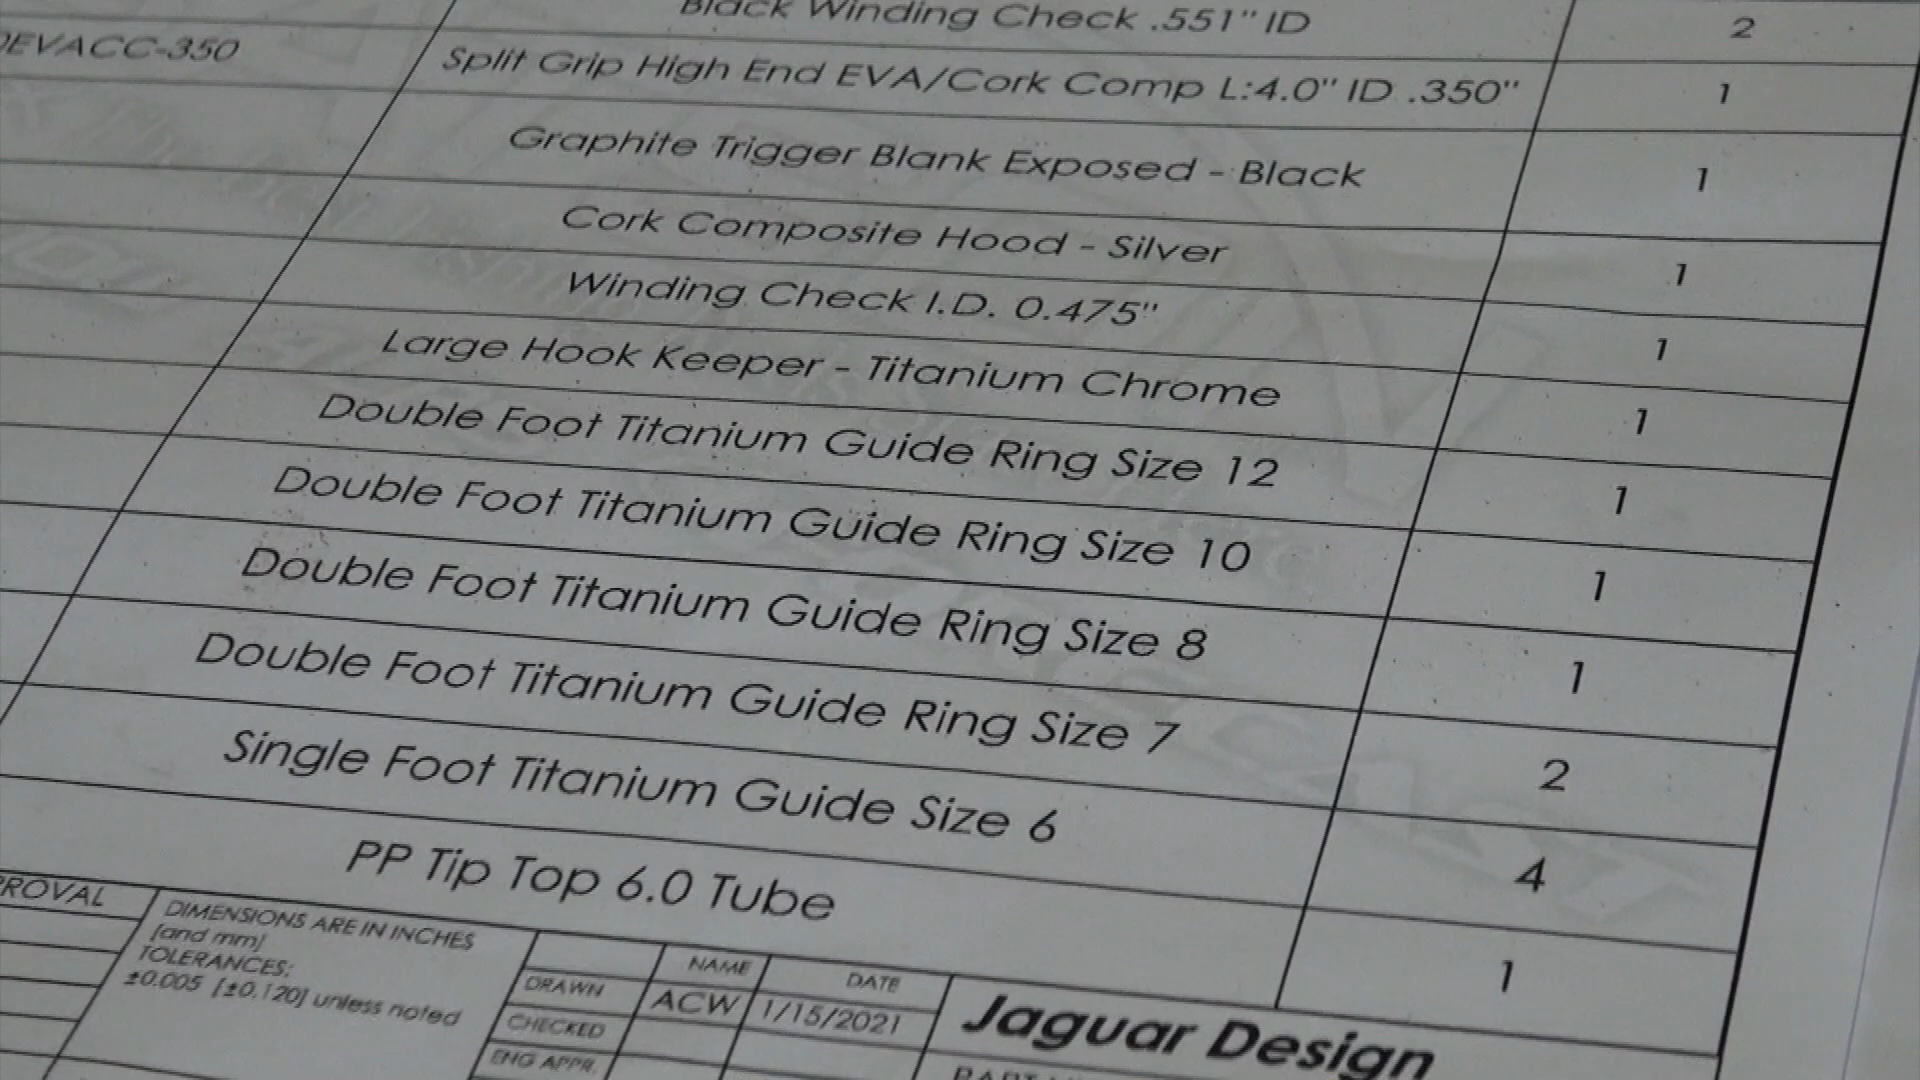 Black Winding Check .551" ID 2
DEVACC-350 Split Grip High End EVA/Cork Comp L:4.0" ID .350" 1
Graphite Trigger Blank Exposed - Black 1
Cork Composite Hood - Silver 1
Winding Check I.D. 0.475" 1
Large Hook Keeper - Titanium Chrome 1
Double Foot Titanium Guide Ring Size 12 1
Double Foot Titanium Guide Ring Size 10 1
Double Foot Titanium Guide Ring Size 8 1
Double Foot Titanium Guide Ring Size 7 2
Single Foot Titanium Guide Size 6 4
PP Tip Top 6.0 Tube 1
PROVAL
DIMENSIONS ARE IN INCHES
[and mm]
TOLERANCES:
±0.005 [±0.120] unless noted
NAME DATE
DRAWN ACW 1/15/2021
CHECKED
ENG APPR.
Jaguar Design